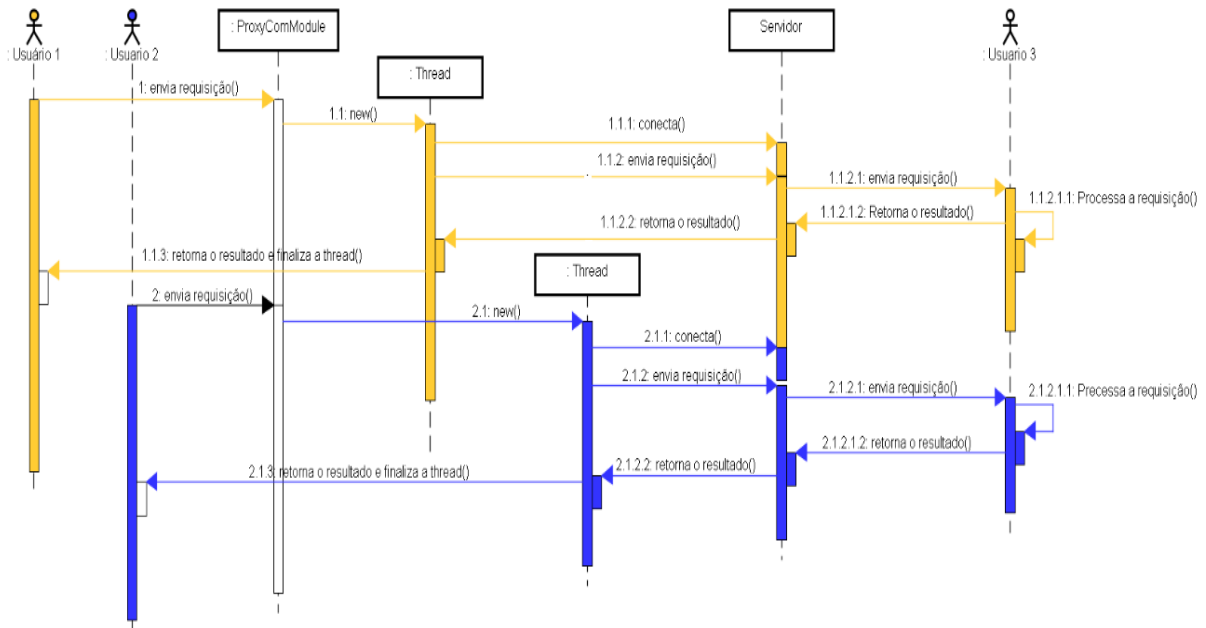 : Usuário 1
: Usuário 2
: ProxyComModule
: Thread
Servidor
: Usuario 3
1: envia requisição()
1.1: new()
1.1.1: conecta()
1.1.2: envia requisição()
1.1.2.1: envia requisição()
1.1.2.1.1: Processa a requisição()
1.1.2.1.2: Retorna o resultado()
1.1.2.2: retorna o resultado()
1.1.3: retorna o resultado e finaliza a thread()
: Thread
2: envia requisição()
2.1: new()
2.1.1: conecta()
2.1.2: envia requisição()
2.1.2.1: envia requisição()
2.1.2.1.1: Precessa a requisição()
2.1.2.1.2: retorna o resultado()
2.1.2.2: retorna o resultado()
2.1.3: retorna o resultado e finaliza a thread()